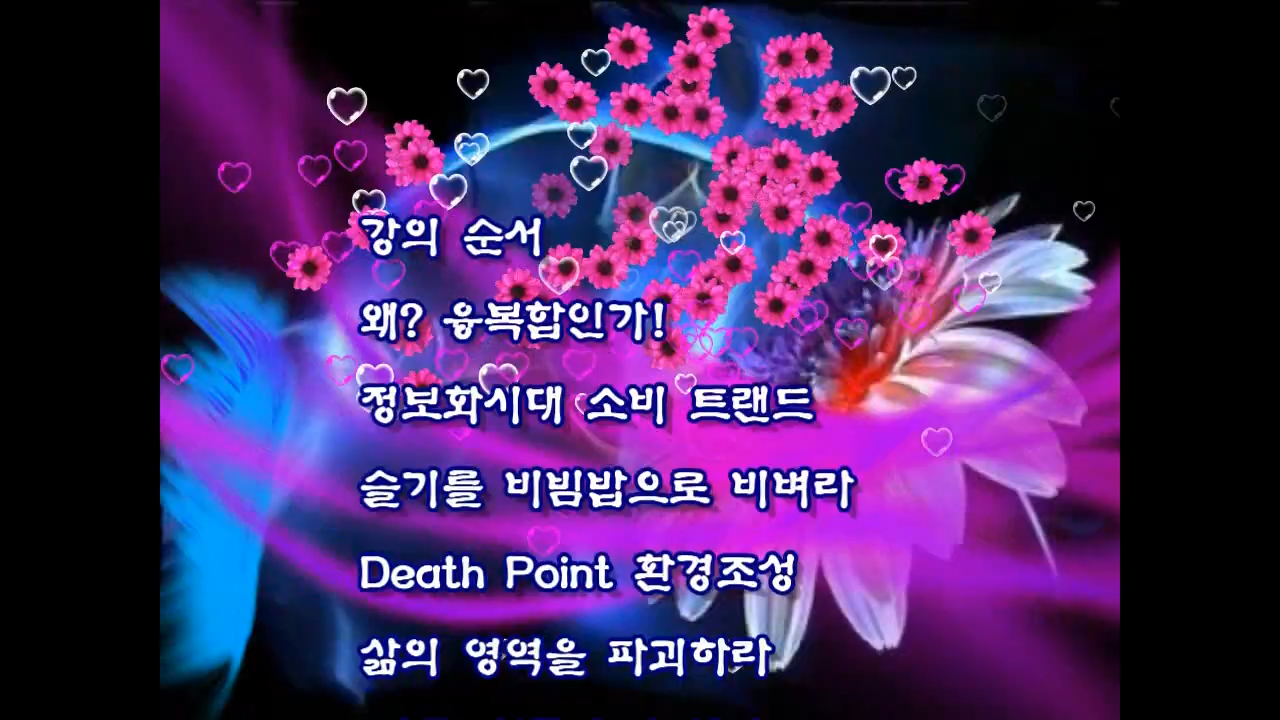 강의 순서
왜? 융복합인가!
정보화시대 소비 트랜드
슬기를 비빔밥으로 비벼라
Death Point 환경조성
삶의 영역을 파괴하라